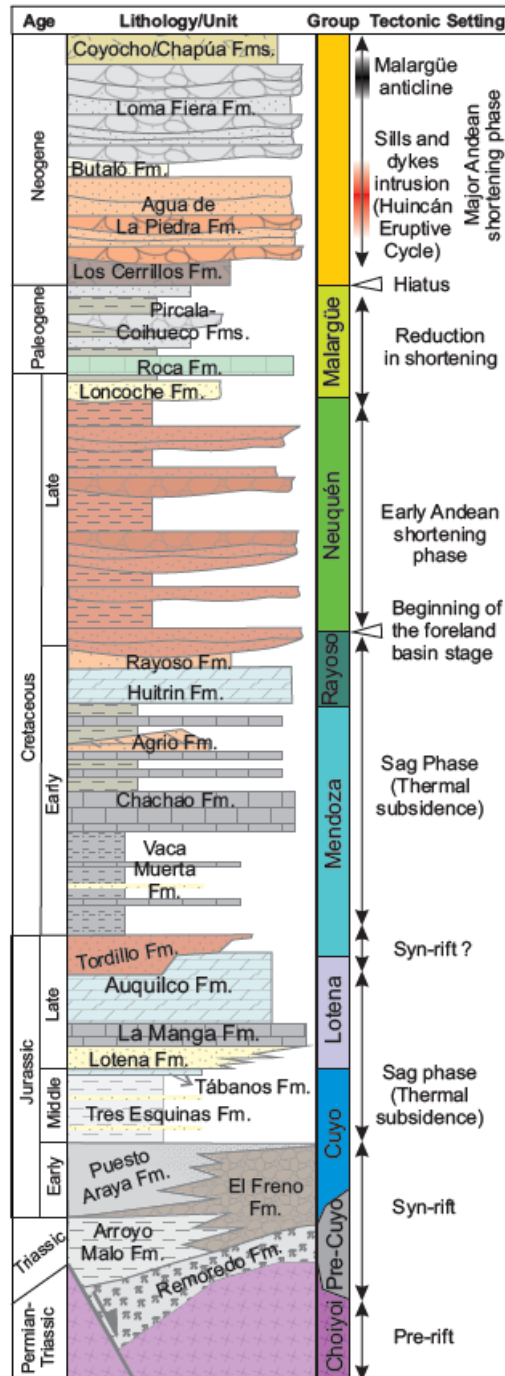 Age Lithology/Unit Group Tectonic Setting
Neogene
Paleogene
Cretaceous
Late
Early
Jurassic
Late
Middle
Early
Triassic
Permian-
Triassic
Coyocho/Chapúa Fms.
Loma Fiera Fm.
Butaló Fm.
Agua de
La Piedra Fm.
Los Cerrillos Fm.
Pircala-
Coihueco Fms.
Roca Fm.
Loncoche Fm.
Rayoso Fm.
Huitrin Fm.
Agrio Fm.
Chachao Fm.
Vaca
Muerta
Fm.
Tordillo Fm.
Auquilco Fm.
La Manga Fm.
Lotena Fm.
Tábanos Fm.
Tres Esquinas Fm.
Puesto
Araya Fm.
El Freno
Fm.
Arroyo
Malo Fm.
Remoredo Fm.
Malargüe
Neuquén
Rayoso
Mendoza
Lotena
Cuyo
Pre-Cuyo
Choiyoi
Malargüe
anticline
Sills and
dykes
intrusion
(Huincán
Eruptive
Cycle)
Major Andean
shortening phase
Hiatus
Reduction
in shortening
Early Andean
shortening
phase
Beginning of
the foreland
basin stage
Sag Phase
(Thermal
subsidence)
Syn-rift ?
Sag phase
(Thermal
subsidence)
Syn-rift
Pre-rift